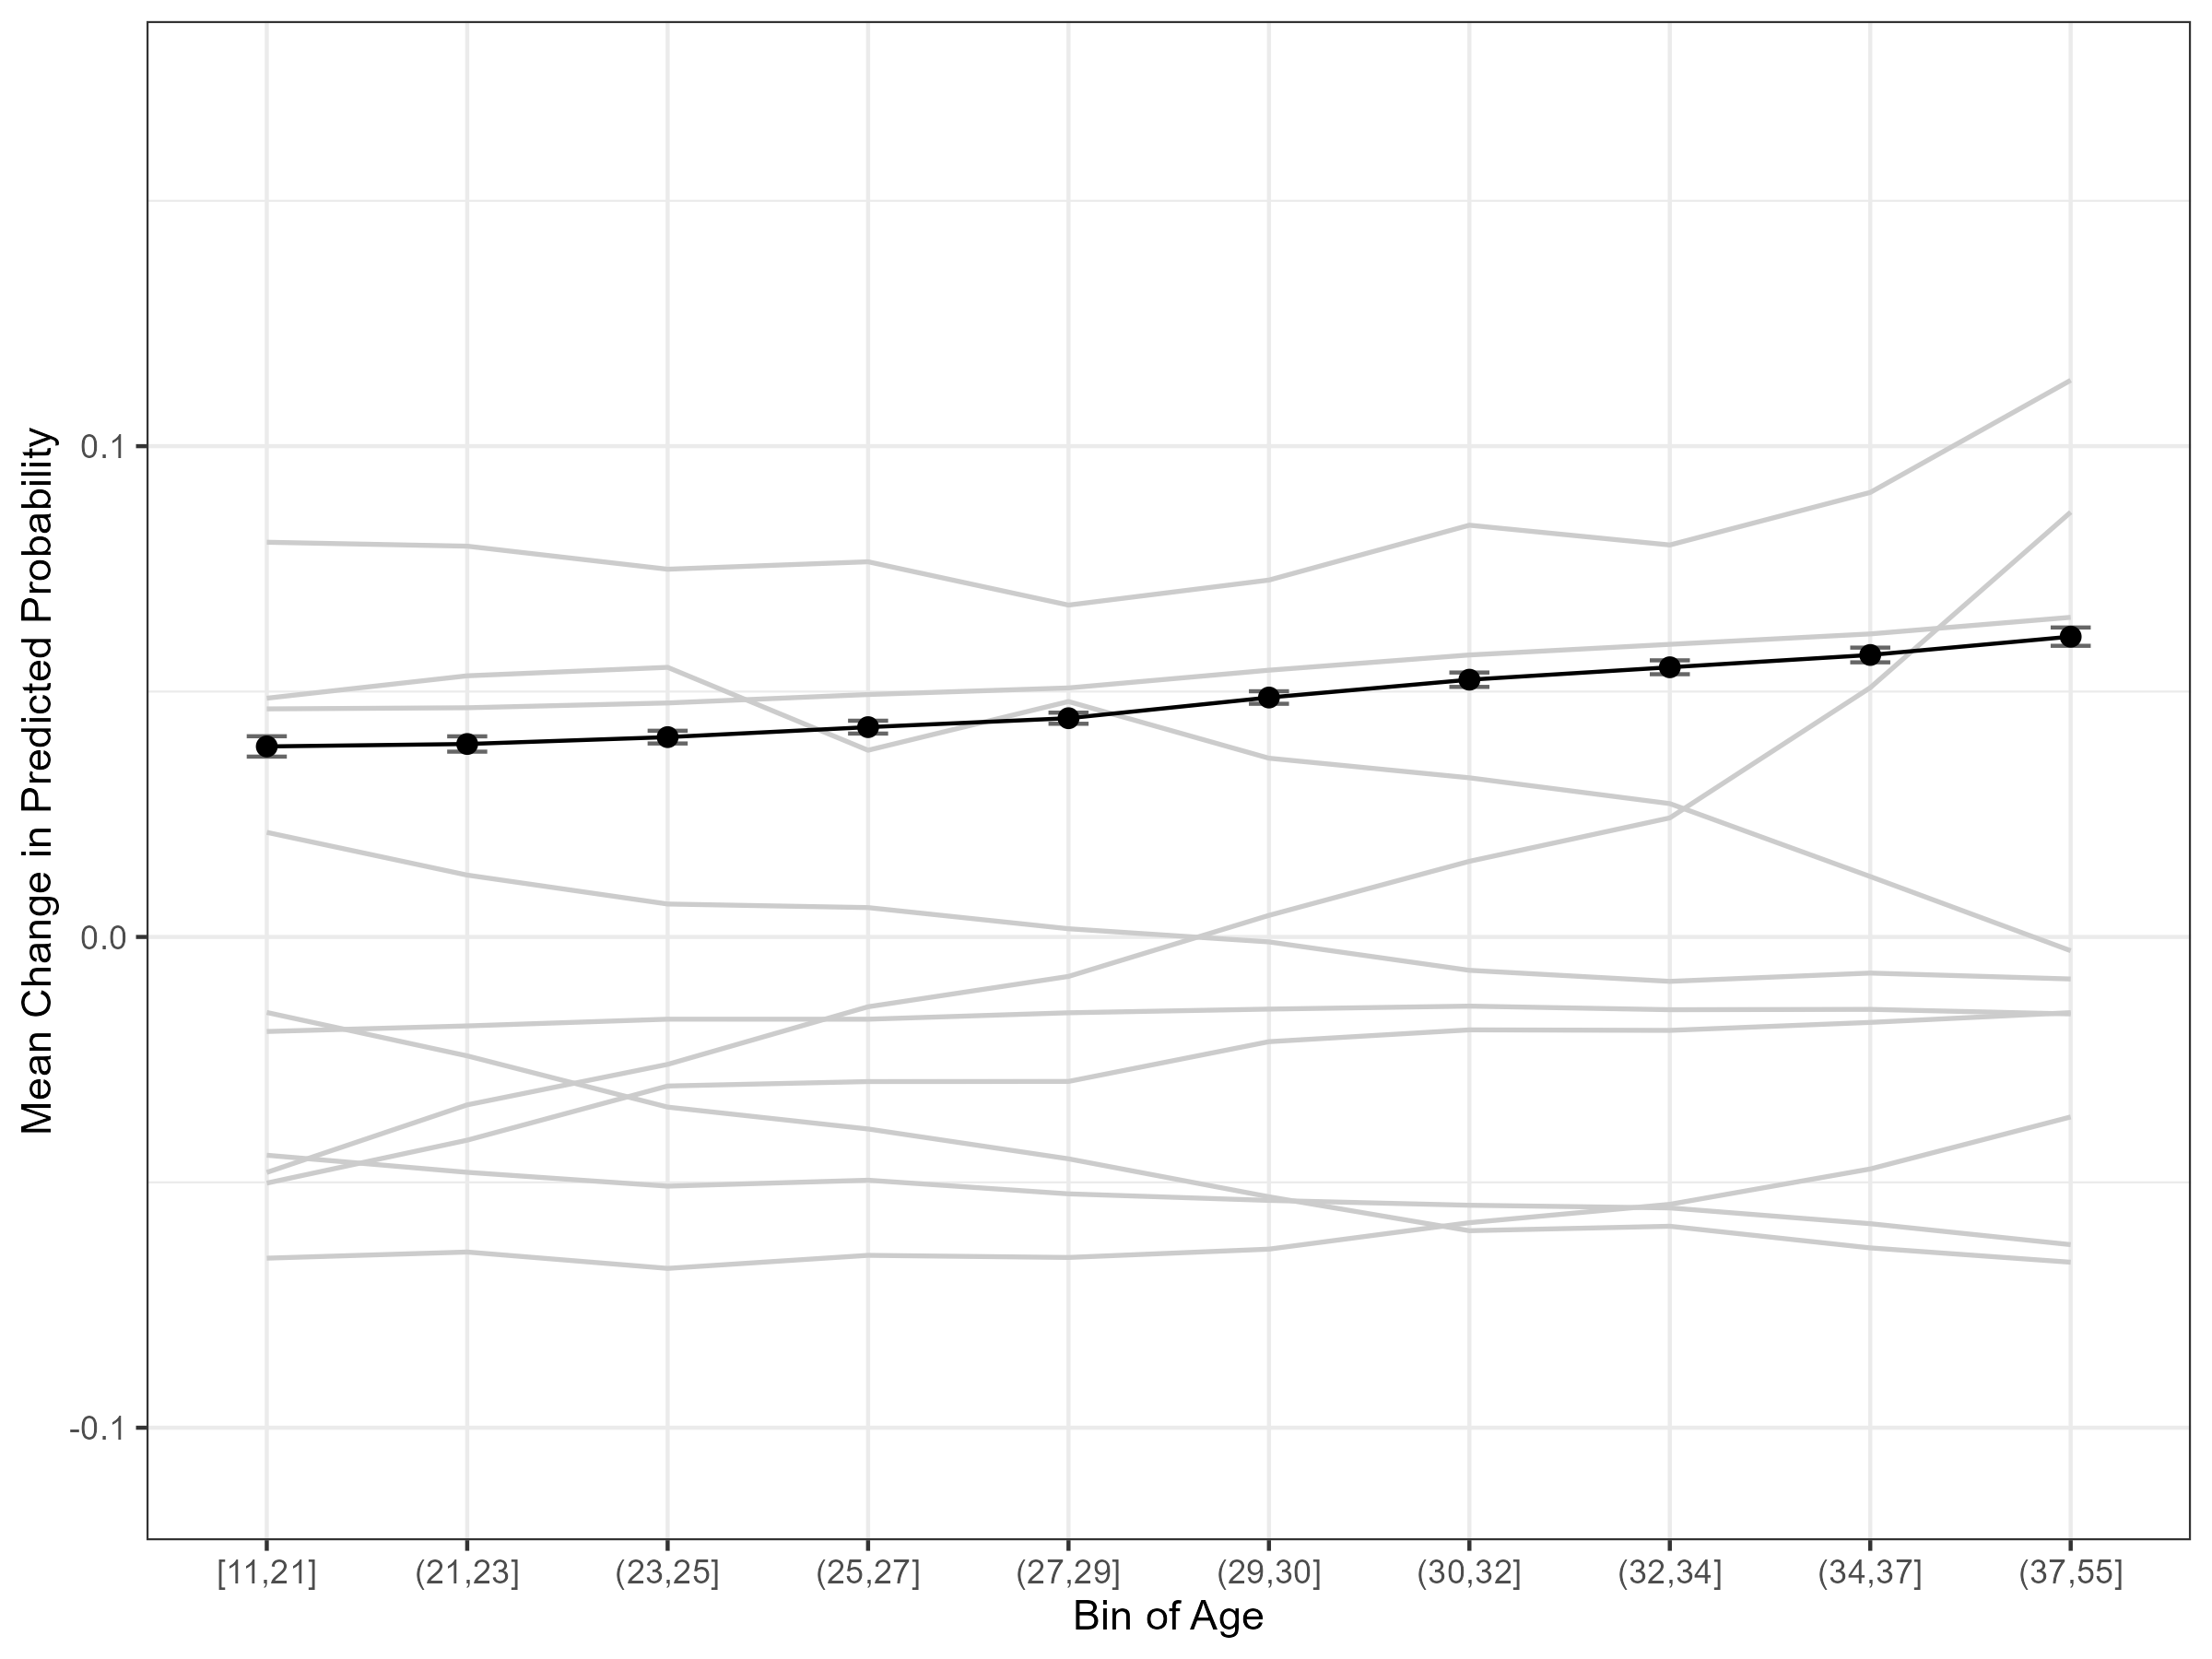 Mean Change in Predicted Probability
0.1
0.0
-0.1
[11,21] (21,23] (23,25] (25,27] (27,29] (29,30] (30,32] (32,34] (34,37] (37,55]
Bin of Age